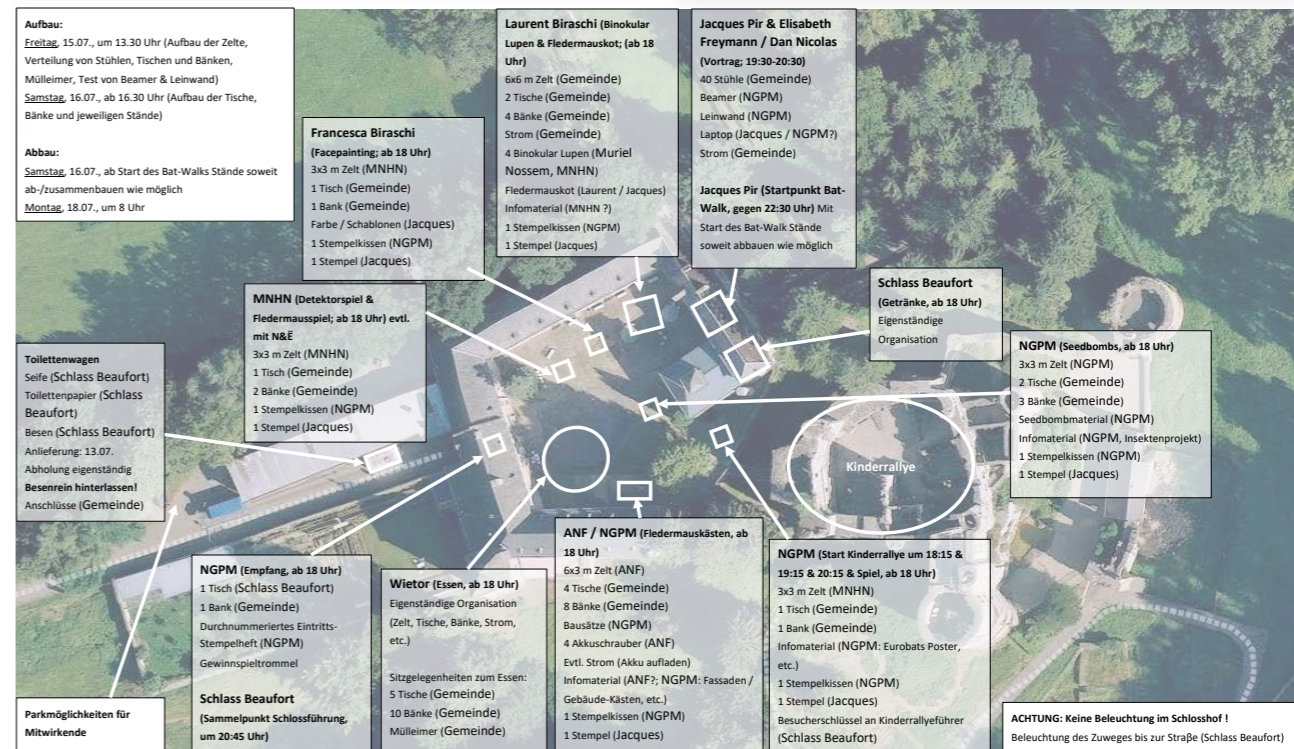 Aufbau:
Freitag, 15.07., um 13.30 Uhr (Aufbau der Zelte,
Verteilung von Stühlen, Tischen und Bänken,
Mülleimer, Test von Beamer & Leinwand)
Samstag, 16.07., ab 16.30 Uhr (Aufbau der Tische,
Bänke und jeweiligen Stände)
Abbau:
Samstag, 16.07., ab Start des Bat-Walks Stände soweit
ab-/zusammenbauen wie möglich
Montag, 18.07., um 8 Uhr
Francesca Biraschi
(Facepainting; ab 18 Uhr)
3x3 m Zelt (MNHN)
1 Tisch (Gemeinde)
1 Bank (Gemeinde)
Farbe / Schablonen (Jacques)
1 Stempelkissen (NGPM)
1 Stempel (Jacques)
Laurent Biraschi (Binokular
Lupen & Fledermauskot; (ab 18
Uhr)
6x6 m Zelt (Gemeinde)
2 Tische (Gemeinde)
4 Bänke (Gemeinde)
Strom (Gemeinde)
4 Binokular Lupen (Muriel
Nossem, MNHN)
Fledermauskot (Laurent / Jacques)
Infomaterial (MNHN ?)
1 Stempelkissen (NGPM)
1 Stempel (Jacques)
Jacques Pir & Elisabeth
Freymann / Dan Nicolas
(Vortrag; 19:30-20:30)
40 Stühle (Gemeinde)
Beamer (NGPM)
Leinwand (NGPM)
Laptop (Jacques / NGPM?)
Strom (Gemeinde)
Jacques Pir (Startpunkt Bat-
Walk, gegen 22:30 Uhr) Mit
Start des Bat-Walk Stände
soweit abbauen wie möglich
Schlass Beaufort
(Getränke, ab 18 Uhr)
Eigenständige
Organisation
MNHN (Detektorspiel &
Fledermausspiel; ab 18 Uhr) evtl.
mit N&Ë
3x3 m Zelt (MNHN)
1 Tisch (Gemeinde)
2 Bänke (Gemeinde)
1 Stempelkissen (NGPM)
1 Stempel (Jacques)
NGPM (Seedbombs, ab 18 Uhr)
3x3 m Zelt (NGPM)
2 Tische (Gemeinde)
3 Bänke (Gemeinde)
Seedbombmaterial (NGPM)
Infomaterial (NGPM, Insektenprojekt)
1 Stempelkissen (NGPM)
1 Stempel (Jacques)
Toilettenwagen
Seife (Schlass Beaufort)
Toilettenpapier (Schlass
Beaufort)
Besen (Schlass Beaufort)
Anlieferung: 13.07.
Abholung eigenständig
Besenrein hinterlassen!
Anschlüsse (Gemeinde)
Kinderrallye
NGPM (Empfang, ab 18 Uhr)
1 Tisch (Schlass Beaufort)
1 Bank (Gemeinde)
Durchnummeriertes Eintritts-
Stempelheft (NGPM)
Gewinnspieltrommel
Schlass Beaufort
(Sammelpunkt Schlossführung,
um 20:45 Uhr)
Wietor (Essen, ab 18 Uhr)
Eigenständige Organisation
(Zelt, Tische, Bänke, Strom,
etc.)
Sitzgelegenheiten zum Essen:
5 Tische (Gemeinde)
10 Bänke (Gemeinde)
Mülleimer (Gemeinde)
ANF / NGPM (Fledermauskästen, ab
18 Uhr)
6x3 m Zelt (ANF)
4 Tische (Gemeinde)
8 Bänke (Gemeinde)
Bausätze (NGPM)
4 Akkuschrauber (ANF)
Evtl. Strom (Akku aufladen)
Infomaterial (ANF?; NGPM: Fassaden /
Gebäude-Kästen, etc.)
1 Stempelkissen (NGPM)
1 Stempel (Jacques)
NGPM (Start Kinderrallye um 18:15 &
19:15 & 20:15 & Spiel, ab 18 Uhr)
3x3 m Zelt (MNHN)
1 Tisch (Gemeinde)
1 Bank (Gemeinde)
Infomaterial (NGPM: Eurobats Poster,
etc.)
1 Stempelkissen (NGPM)
1 Stempel (Jacques)
Besucherschlüssel an Kinderrallyeführer
(Schlass Beaufort)
Parkmöglichkeiten für
Mitwirkende
ACHTUNG: Keine Beleuchtung im Schlosshof !
Beleuchtung des Zuweges bis zur Straße (Schlass Beaufort)